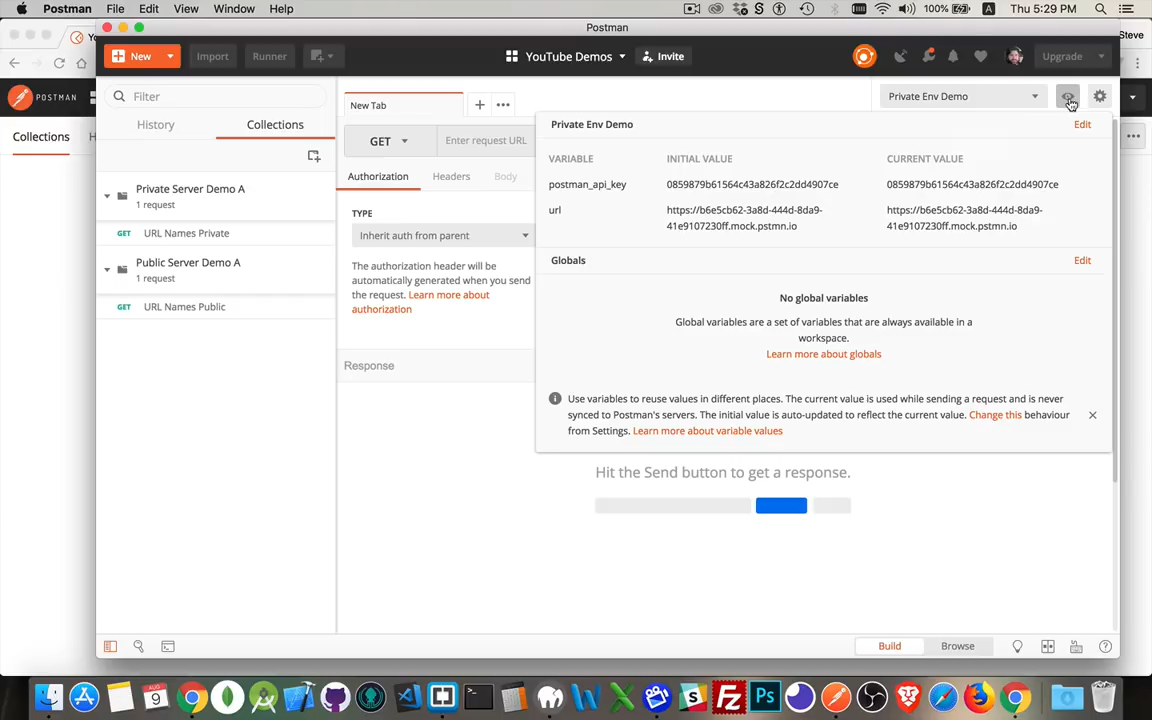 Postman File Edit View Window Help 100% A Thu 5:29 PM
Postman
Steve
New Import Runner YouTube Demos Invite Upgrade
POSTMAN
Filter
New Tab
Private Env Demo
History Collections
Collections H
GET Enter request URL
Authorization Headers Body
TYPE
Inherit auth from parent
The authorization header will be
automatically generated when you send
the request. Learn more about
authorization
Response
Private Server Demo A
1 request
GET URL Names Private
Public Server Demo A
1 request
GET URL Names Public
Private Env Demo Edit
VARIABLE INITIAL VALUE CURRENT VALUE
postman_api_key 0859879b61564c43a826f2c2dd4907ce 0859879b61564c43a826f2c2dd4907ce
url https://b6e5cb62-3a8d-444d-8da9- https://b6e5cb62-3a8d-444d-8da9-
41e9107230ff.mock.pstmn.io 41e9107230ff.mock.pstmn.io
Globals Edit
No global variables
Global variables are a set of variables that are always available in a
workspace.
Learn more about globals
Use variables to reuse values in different places. The current value is used while sending a request and is never
synced to Postman's servers. The initial value is auto-updated to reflect the current value. Change this behaviour
from Settings. Learn more about variable values
Hit the Send button to get a response.
Build Browse
AUG
9